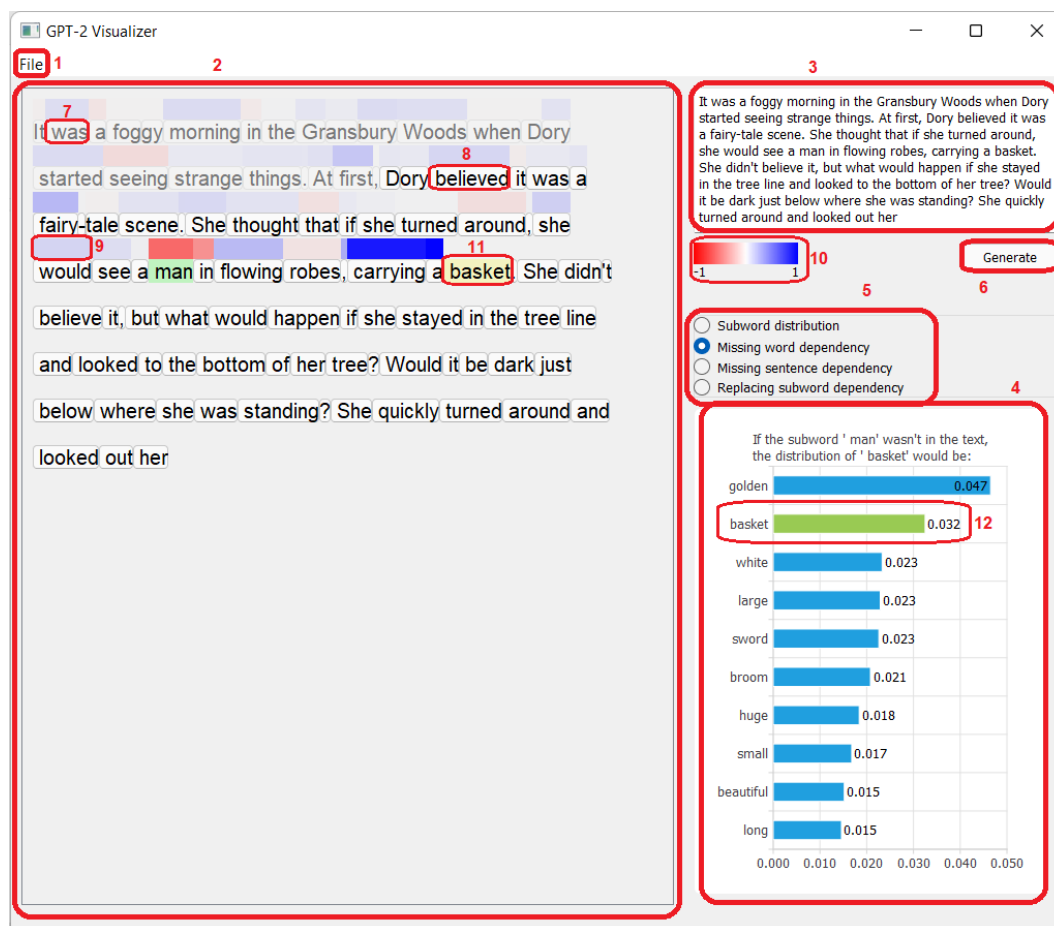 GPT-2 Visualizer
File 1
2
3
7
It was a foggy morning in the Gransbury Woods when Dory
8
started seeing strange things. At first, Dory believed it was a
fairy-tale scene. She thought that if she turned around, she
9
11
would see a man in flowing robes, carrying a basket. She didn't
believe it, but what would happen if she stayed in the tree line
and looked to the bottom of her tree? Would it be dark just
below where she was standing? She quickly turned around and
looked out her
It was a foggy morning in the Gransbury Woods when Dory
started seeing strange things. At first, Dory believed it was
a fairy-tale scene. She thought that if she turned around,
she would see a man in flowing robes, carrying a basket.
She didn't believe it, but what would happen if she stayed
in the tree line and looked to the bottom of her tree? Would
it be dark just below where she was standing? She quickly
turned around and looked out her
-1 1 10
Generate
5
6
Subword distribution
Missing word dependency
Missing sentence dependency
Replacing subword dependency
4
If the subword ' man' wasn't in the text,
the distribution of ' basket' would be:
golden 0.047
basket 0.032 12
white 0.023
large 0.023
sword 0.023
broom 0.021
huge 0.018
small 0.017
beautiful 0.015
long 0.015
0.000 0.010 0.020 0.030 0.040 0.050